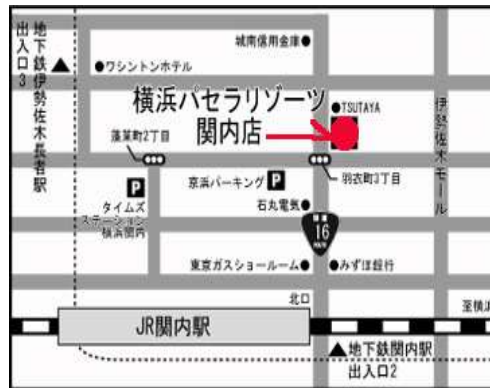 地下鉄伊勢佐木長者駅
出入口3
城南信用金庫
ワシントンホテル
横浜パセラリゾーツ
関内店
TSUTAYA
伊勢佐木モール
蓬莱町2丁目
羽衣町3丁目
京浜パーキング P
P
タイムズ
ステーション
横浜関内
石丸電気
国道
16
東京ガスショールーム
みずほ銀行
北口
至横浜
JR関内駅
地下鉄関内駅
出入口2